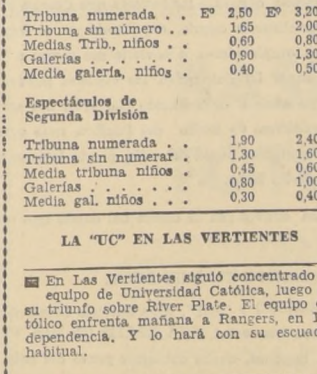 Tribuna numerada . . Eº 2,50 Eº 3,20
Tribuna sin número . . 1,65 2,00
Medias Trib., niños . . 0,69 0,80
Galerías . . . . . . . 0,90 1,30
Media galería, niños . 0,40 0,50
Espectáculos de
Segunda División
Tribuna numerada . . 1,90 2,40
Tribuna sin numerar . 1,30 1,60
Media tribuna niños . 0,45 0,60
Galerías . . . . . . 0,80 1,00
Media gal. niños . . . 0,30 0,40
LA "UC" EN LAS VERTIENTES
En Las Vertientes siguió concentrado
equipo de Universidad Católica, luego
su triunfo sobre River Plate. El equipo
tólico enfrenta mañana a Rangers, en
dependencia. Y lo hará con su escuad
habitual.